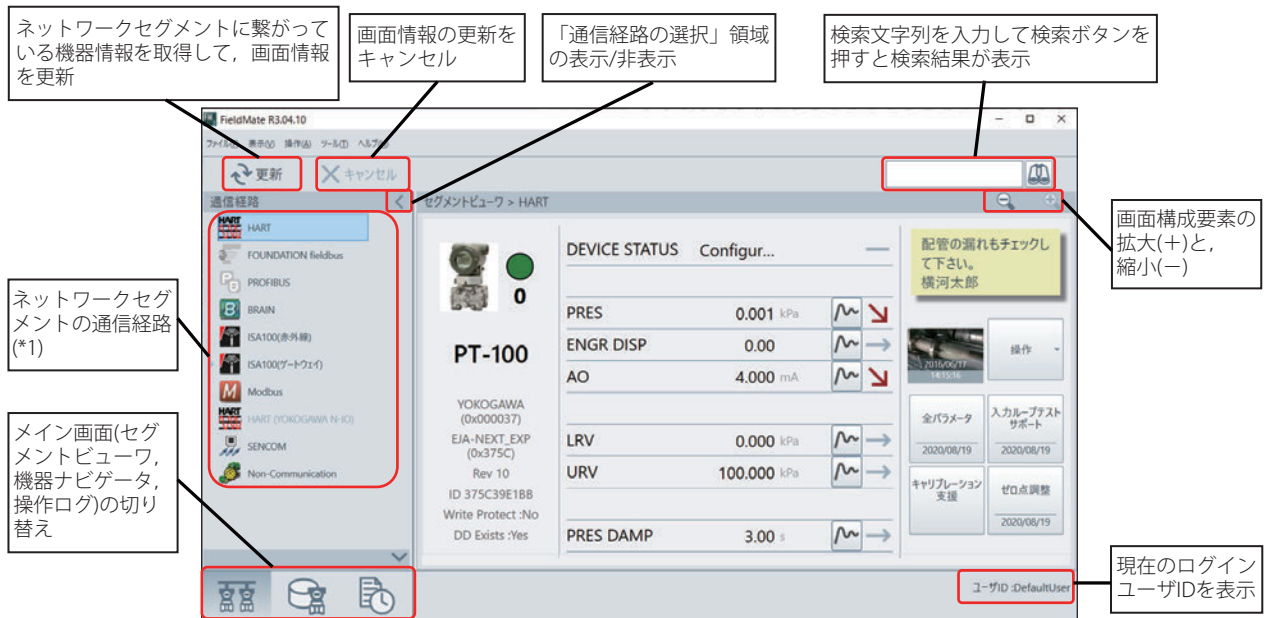 ネットワークセグメントに繋がって
いる機器情報を取得して，画面情報
を更新
画面情報の更新を
キャンセル
「通信経路の選択」領域
の表示/非表示
検索文字列を入力して検索ボタンを
押すと検索結果が表示
FieldMate R3.04.10
表示(V) 操作(A) ツール(T)
更新
キャンセル
通信経路
セグメントビューワ > HART
HART
FOUNDATION fieldbus
PROFIBUS
BRAIN
ISA100(赤外線)
ISA100(ゲートウェイ)
Modbus
HART (YOKOGAWA N-IO)
SENCOM
Non-Communication
ネットワークセグ
メントの通信経路
(*1)
メイン画面(セグ
メントビューワ,
機器ナビゲータ,
操作ログ)の切り
替え
0
PT-100
YOKOGAWA
(0x000037)
EJA-NEXT_EXP
(0x375C)
Rev 10
ID 375C39E1BB
Write Protect :No
DD Exists :Yes
DEVICE STATUS Configur...
PRES 0.001 kPa
ENGR DISP 0.00
AO 4.000 mA
LRV 0.000 kPa
URV 100.000 kPa
PRES DAMP 3.00 s
配管の漏れもチェックし
て下さい。
横河太郎
2016/06/17
14:15:16
操作
全パラメータ
2020/08/19
入力ループテスト
サポート
2020/08/19
キャリブレーション
支援
ゼロ点調整
2020/08/19
画面構成要素の
拡大(＋)と,
縮小(−)
ユーザID :DefaultUser
現在のログイン
ユーザIDを表示